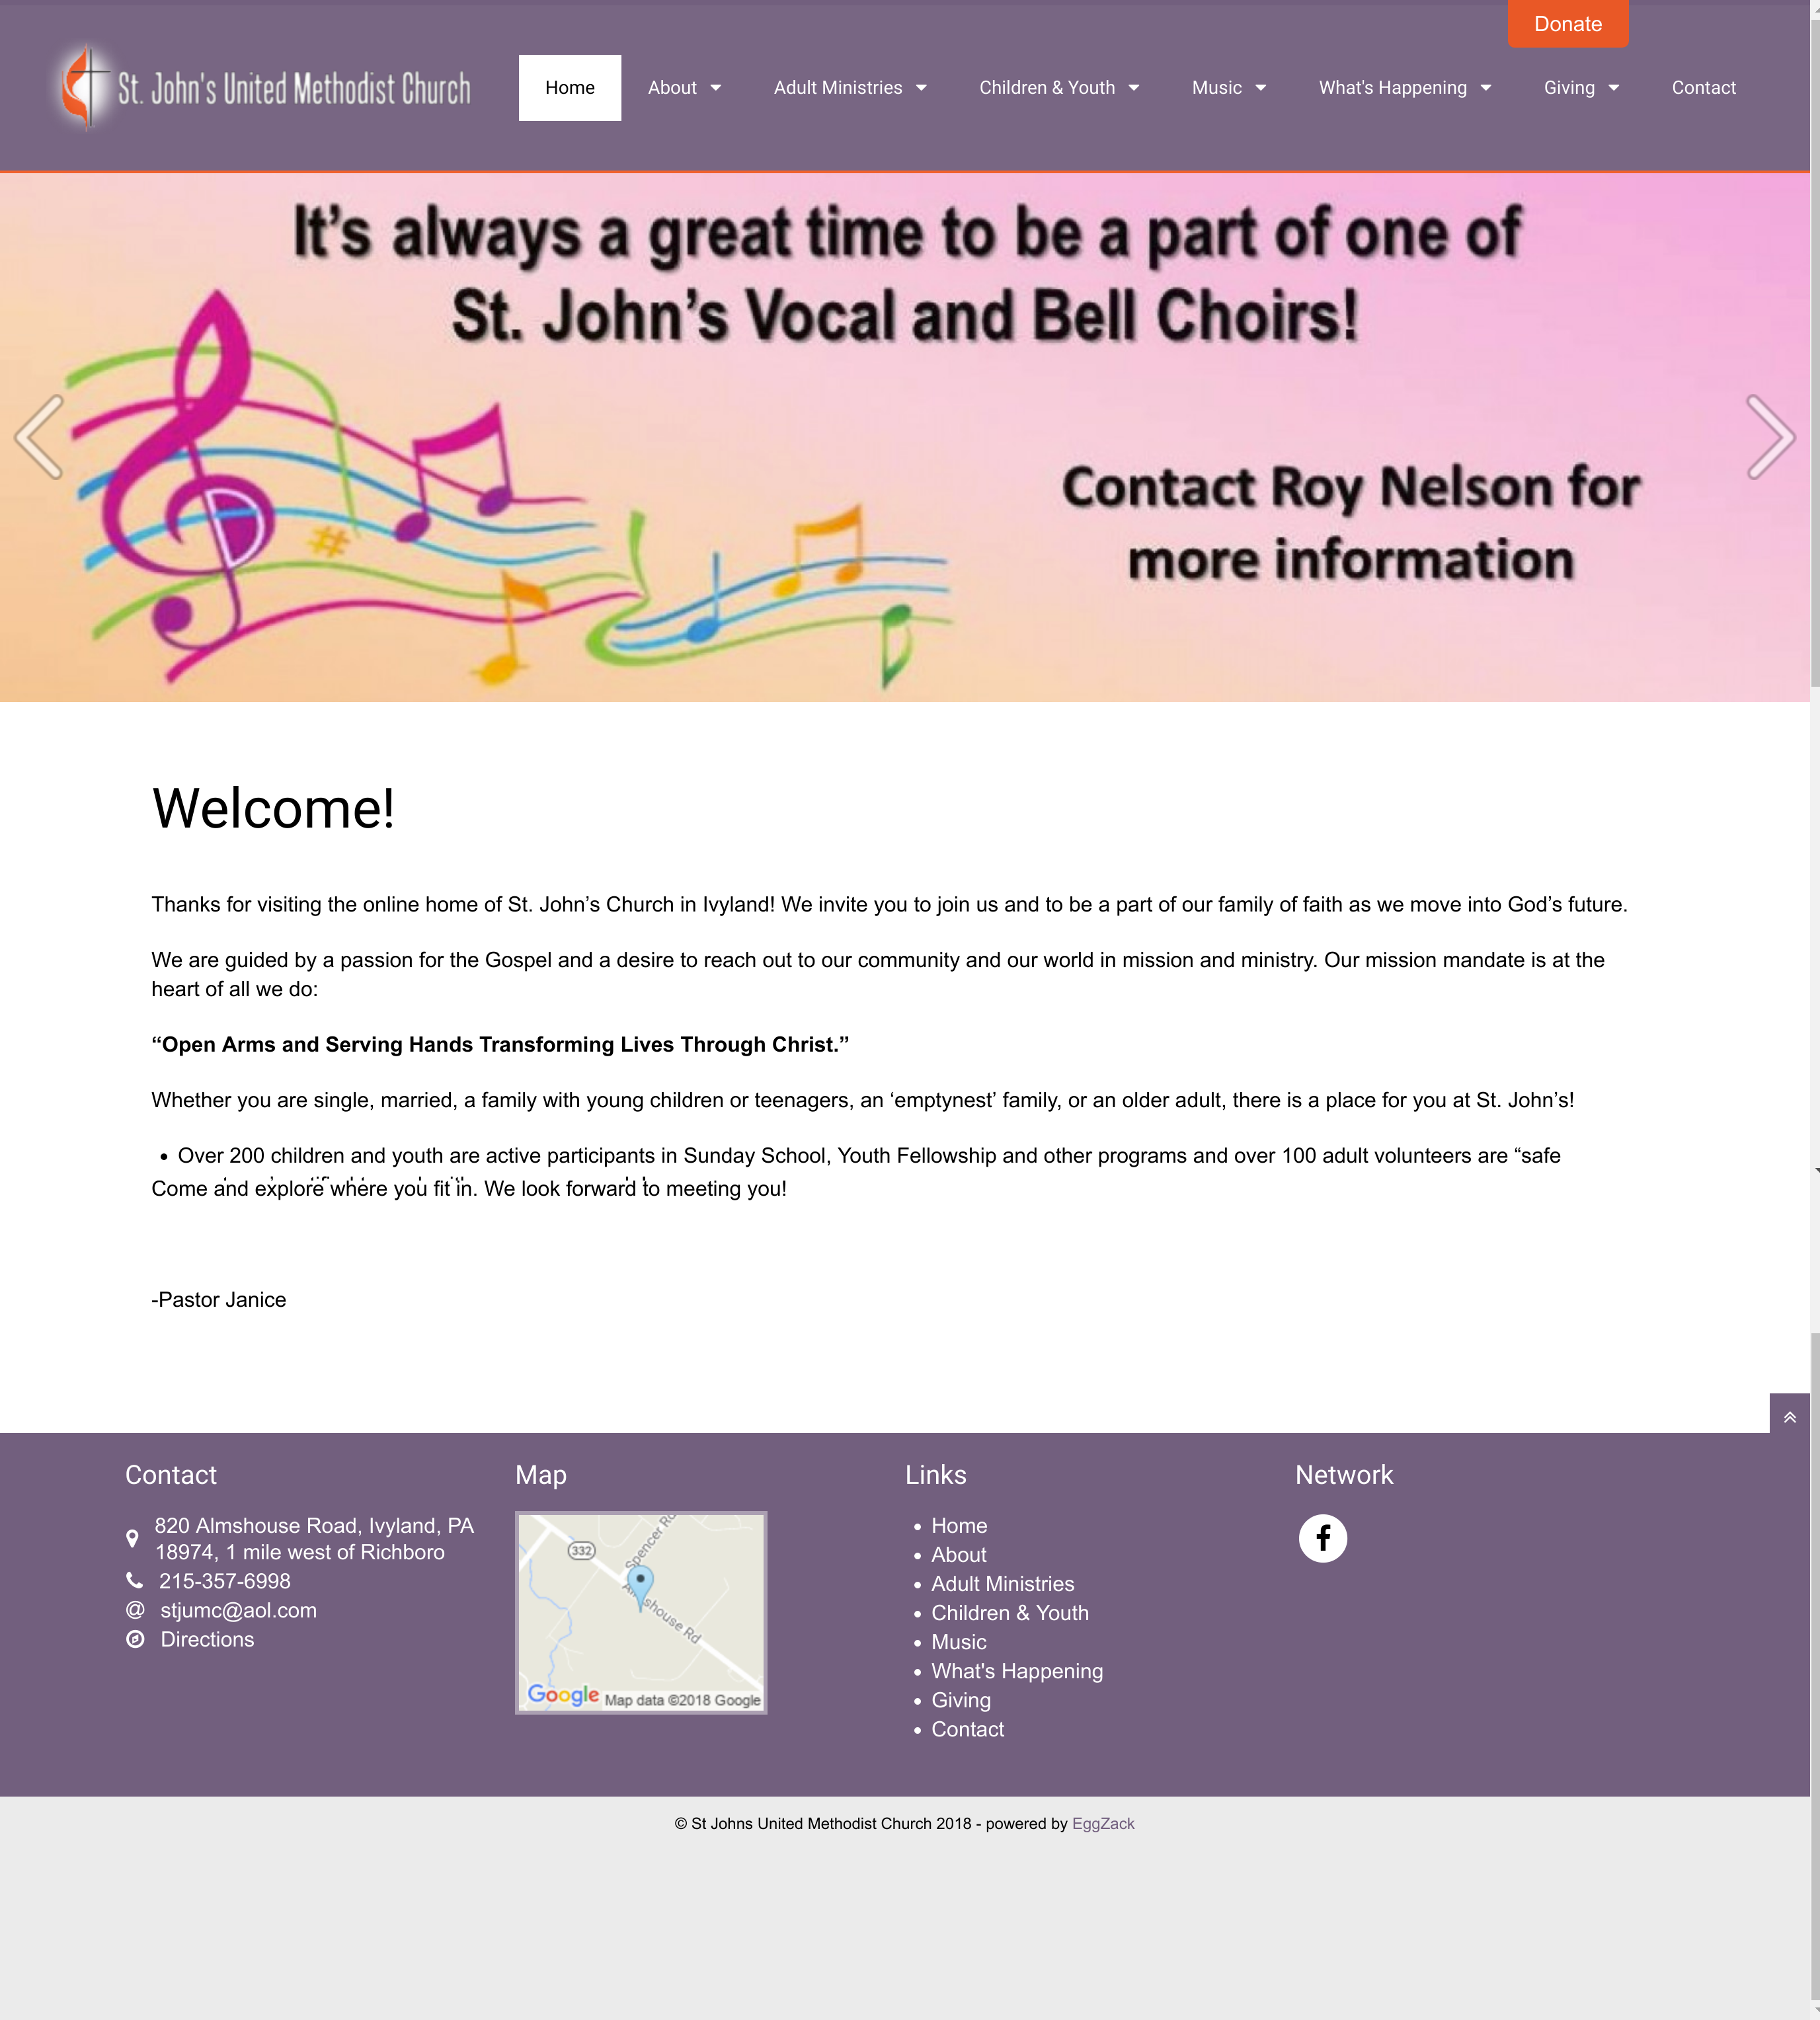 Donate
St. John's United Methodist Church
Home
About
Adult Ministries
Children & Youth
Music
What's Happening
Giving
Contact
It's always a great time to be a part of one of
St. John's Vocal and Bell Choirs!
Contact Roy Nelson for
more information
Welcome!
Thanks for visiting the online home of St. John’s Church in Ivyland! We invite you to join us and to be a part of our family of faith as we move into God’s future.
We are guided by a passion for the Gospel and a desire to reach out to our community and our world in mission and ministry. Our mission mandate is at the
heart of all we do:
“Open Arms and Serving Hands Transforming Lives Through Christ.”
Whether you are single, married, a family with young children or teenagers, an ‘emptynest’ family, or an older adult, there is a place for you at St. John’s!
• Over 200 children and youth are active participants in Sunday School, Youth Fellowship and other programs and over 100 adult volunteers are “safe
Come and explore where you fit in. We look forward to meeting you!
-Pastor Janice
Contact
820 Almshouse Road, Ivyland, PA
18974, 1 mile west of Richboro
215-357-6998
@ stjumc@aol.com
Directions
Map
332
Spencer Rd
Almshouse Rd
Google Map data ©2018 Google
Links
• Home
• About
• Adult Ministries
• Children & Youth
• Music
• What's Happening
• Giving
• Contact
Network
© St Johns United Methodist Church 2018 - powered by EggZack